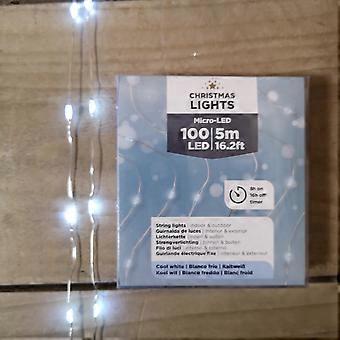 CHRISTMAS
LIGHTS
Micro-LED
100 5m
LED 16.2ft
8h on
16h off
timer
String lights | indoor & outdoor
Guirnalda de luces | interior & exterior
Lichterkette | innen & außen
Strengverlichting | binnen & buiten
Filo di luci | interno & esterno
Guirlande électrique fixe | intérieur & extérieur
Cool white | Blanco frío | Kaltweiß
Kool wit | Bianco freddo | Blanc froid